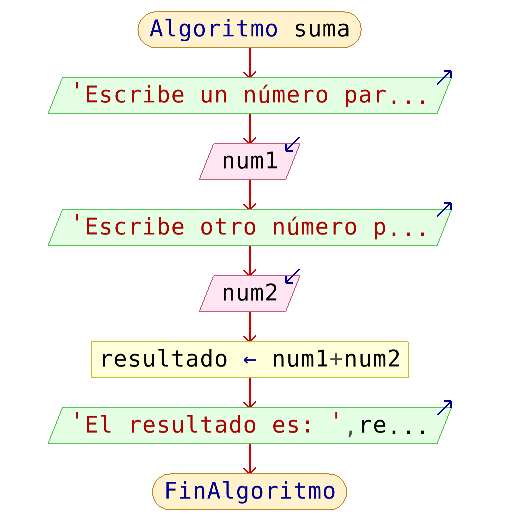 Algoritmo suma
'Escribe un número par...
num1
'Escribe otro número p...
num2
resultado ← num1+num2
'El resultado es: ',re...
FinAlgoritmo